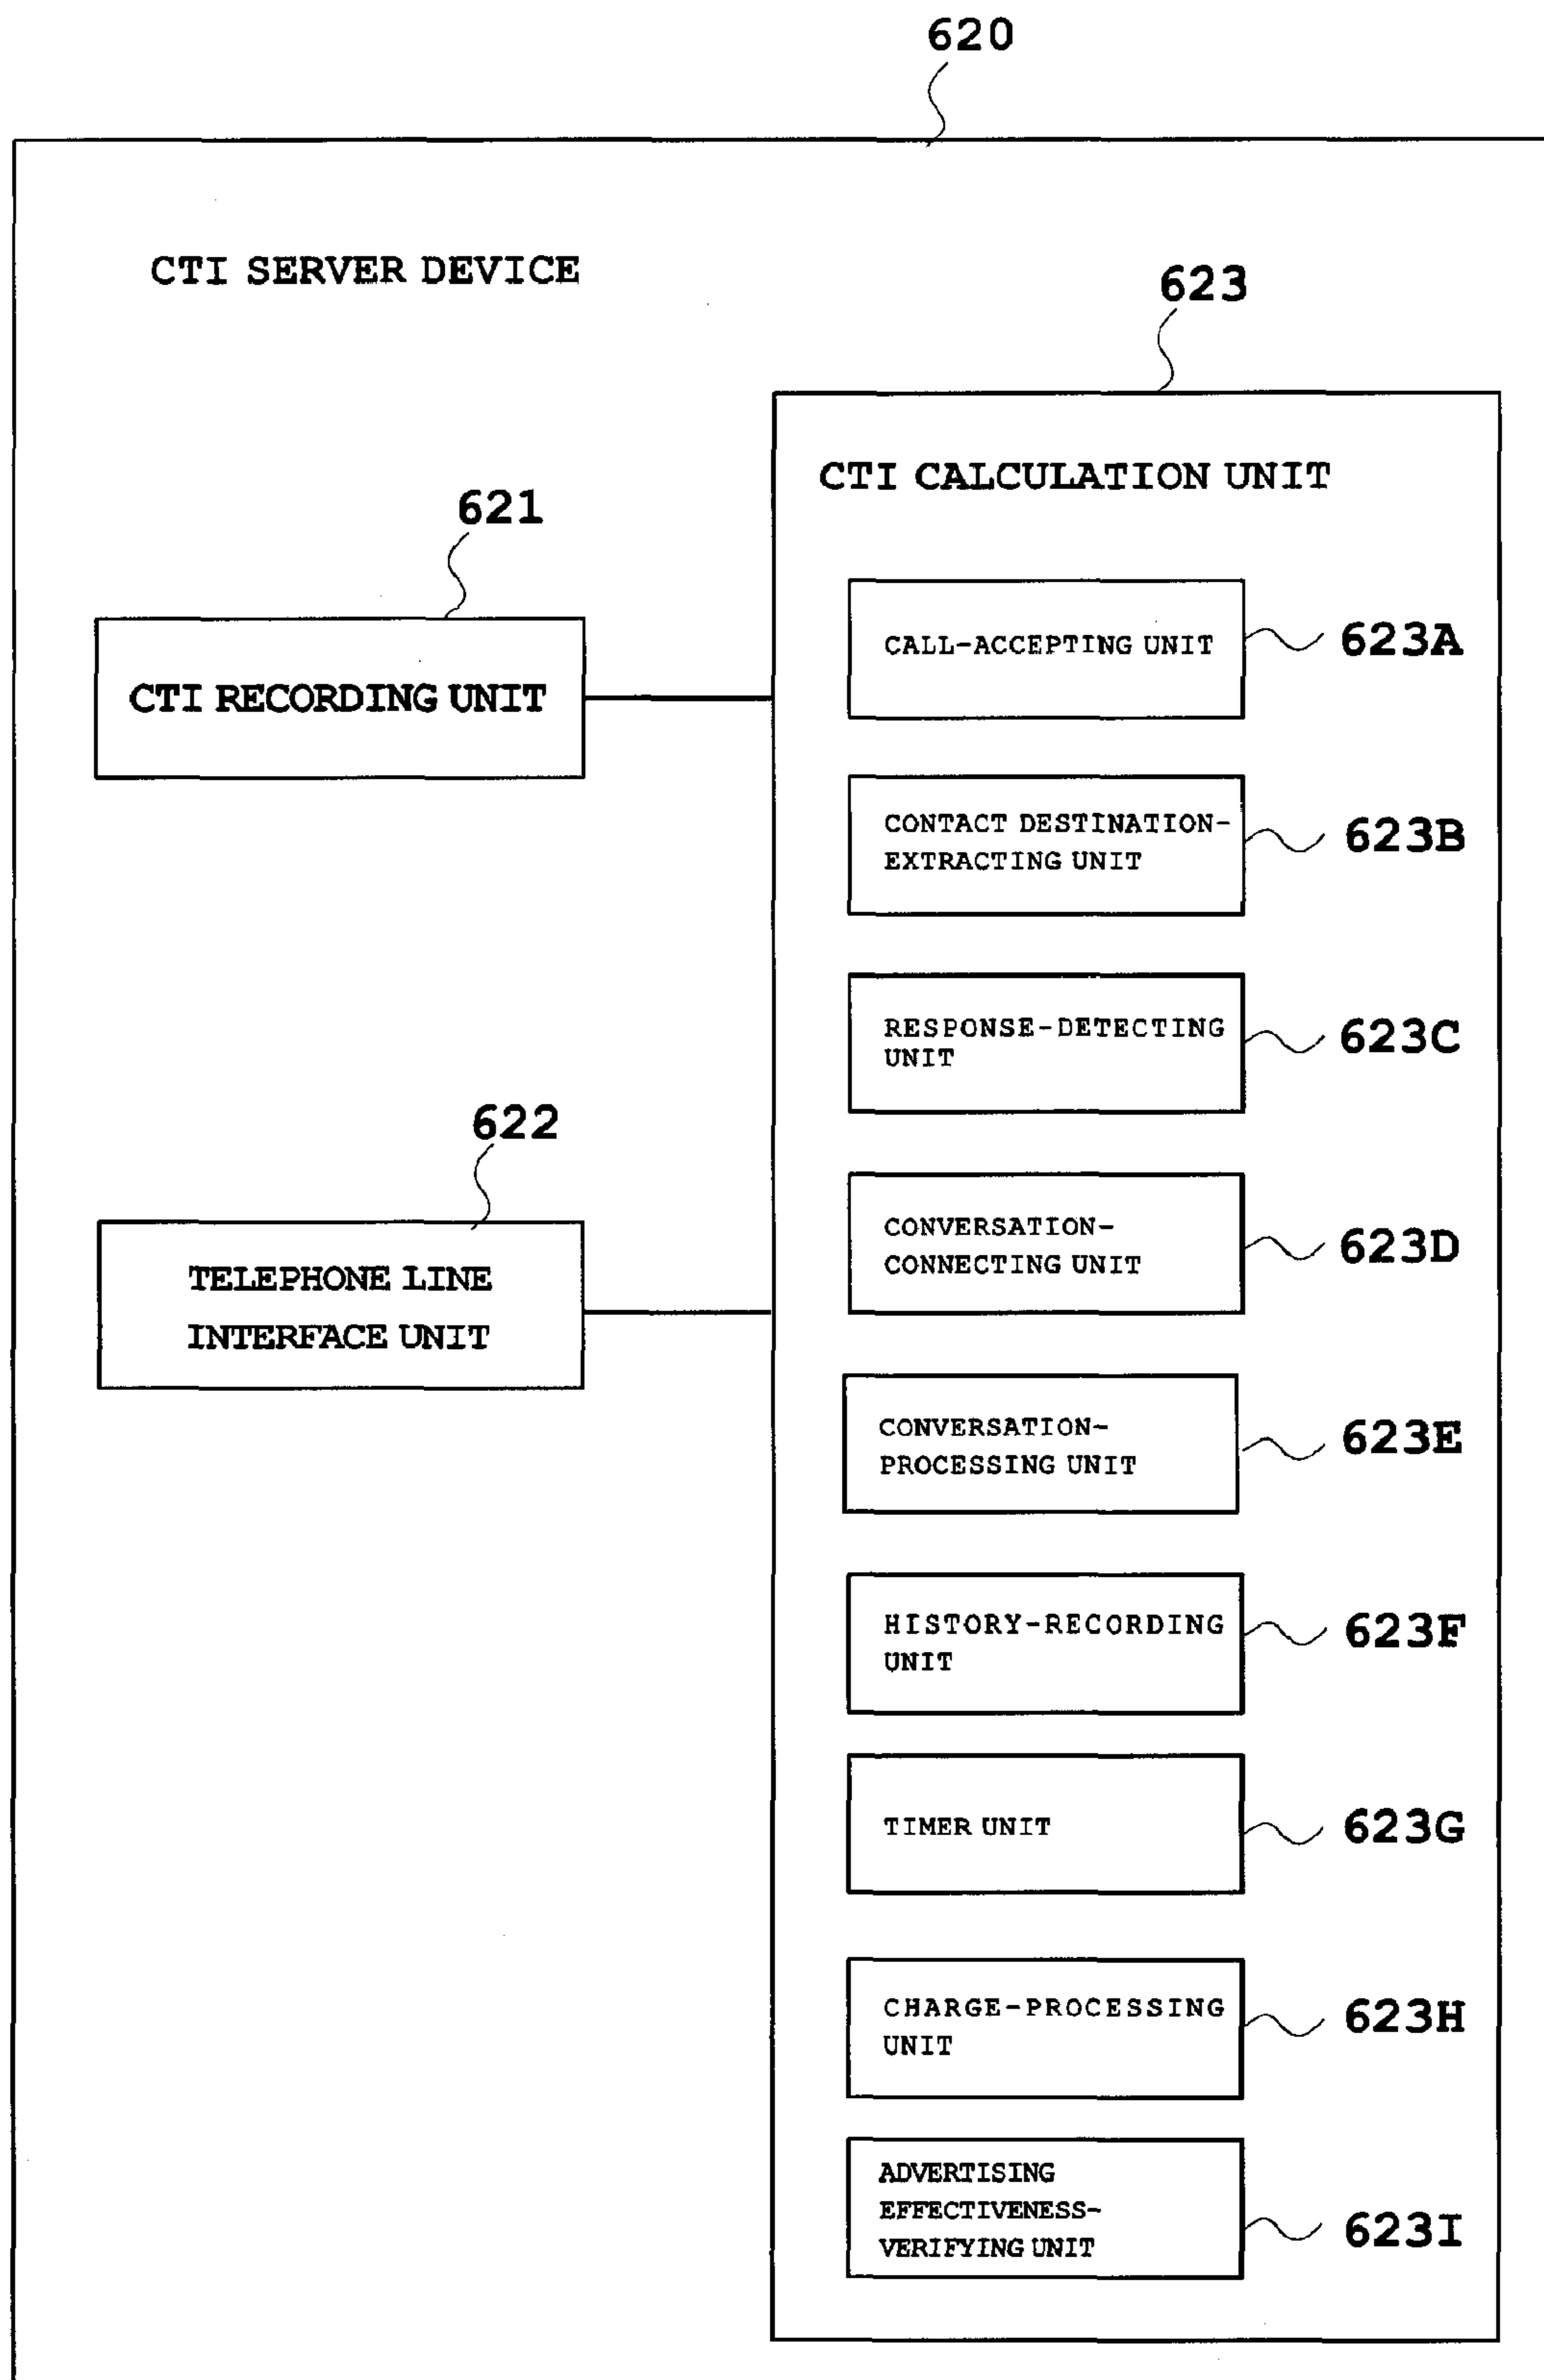 620
CTI SERVER DEVICE
623
CTI CALCULATION UNIT
621
CTI RECORDING UNIT
CALL-ACCEPTING UNIT
623A
CONTACT DESTINATION-
EXTRACTING UNIT
623B
RESPONSE-DETECTING
UNIT
623C
622
TELEPHONE LINE
INTERFACE UNIT
CONVERSATION-
CONNECTING UNIT
623D
CONVERSATION-
PROCESSING UNIT
623E
HISTORY-RECORDING
UNIT
623F
TIMER UNIT
623G
CHARGE-PROCESSING
UNIT
623H
ADVERTISING
EFFECTIVENESS-
VERIFYING UNIT
623I